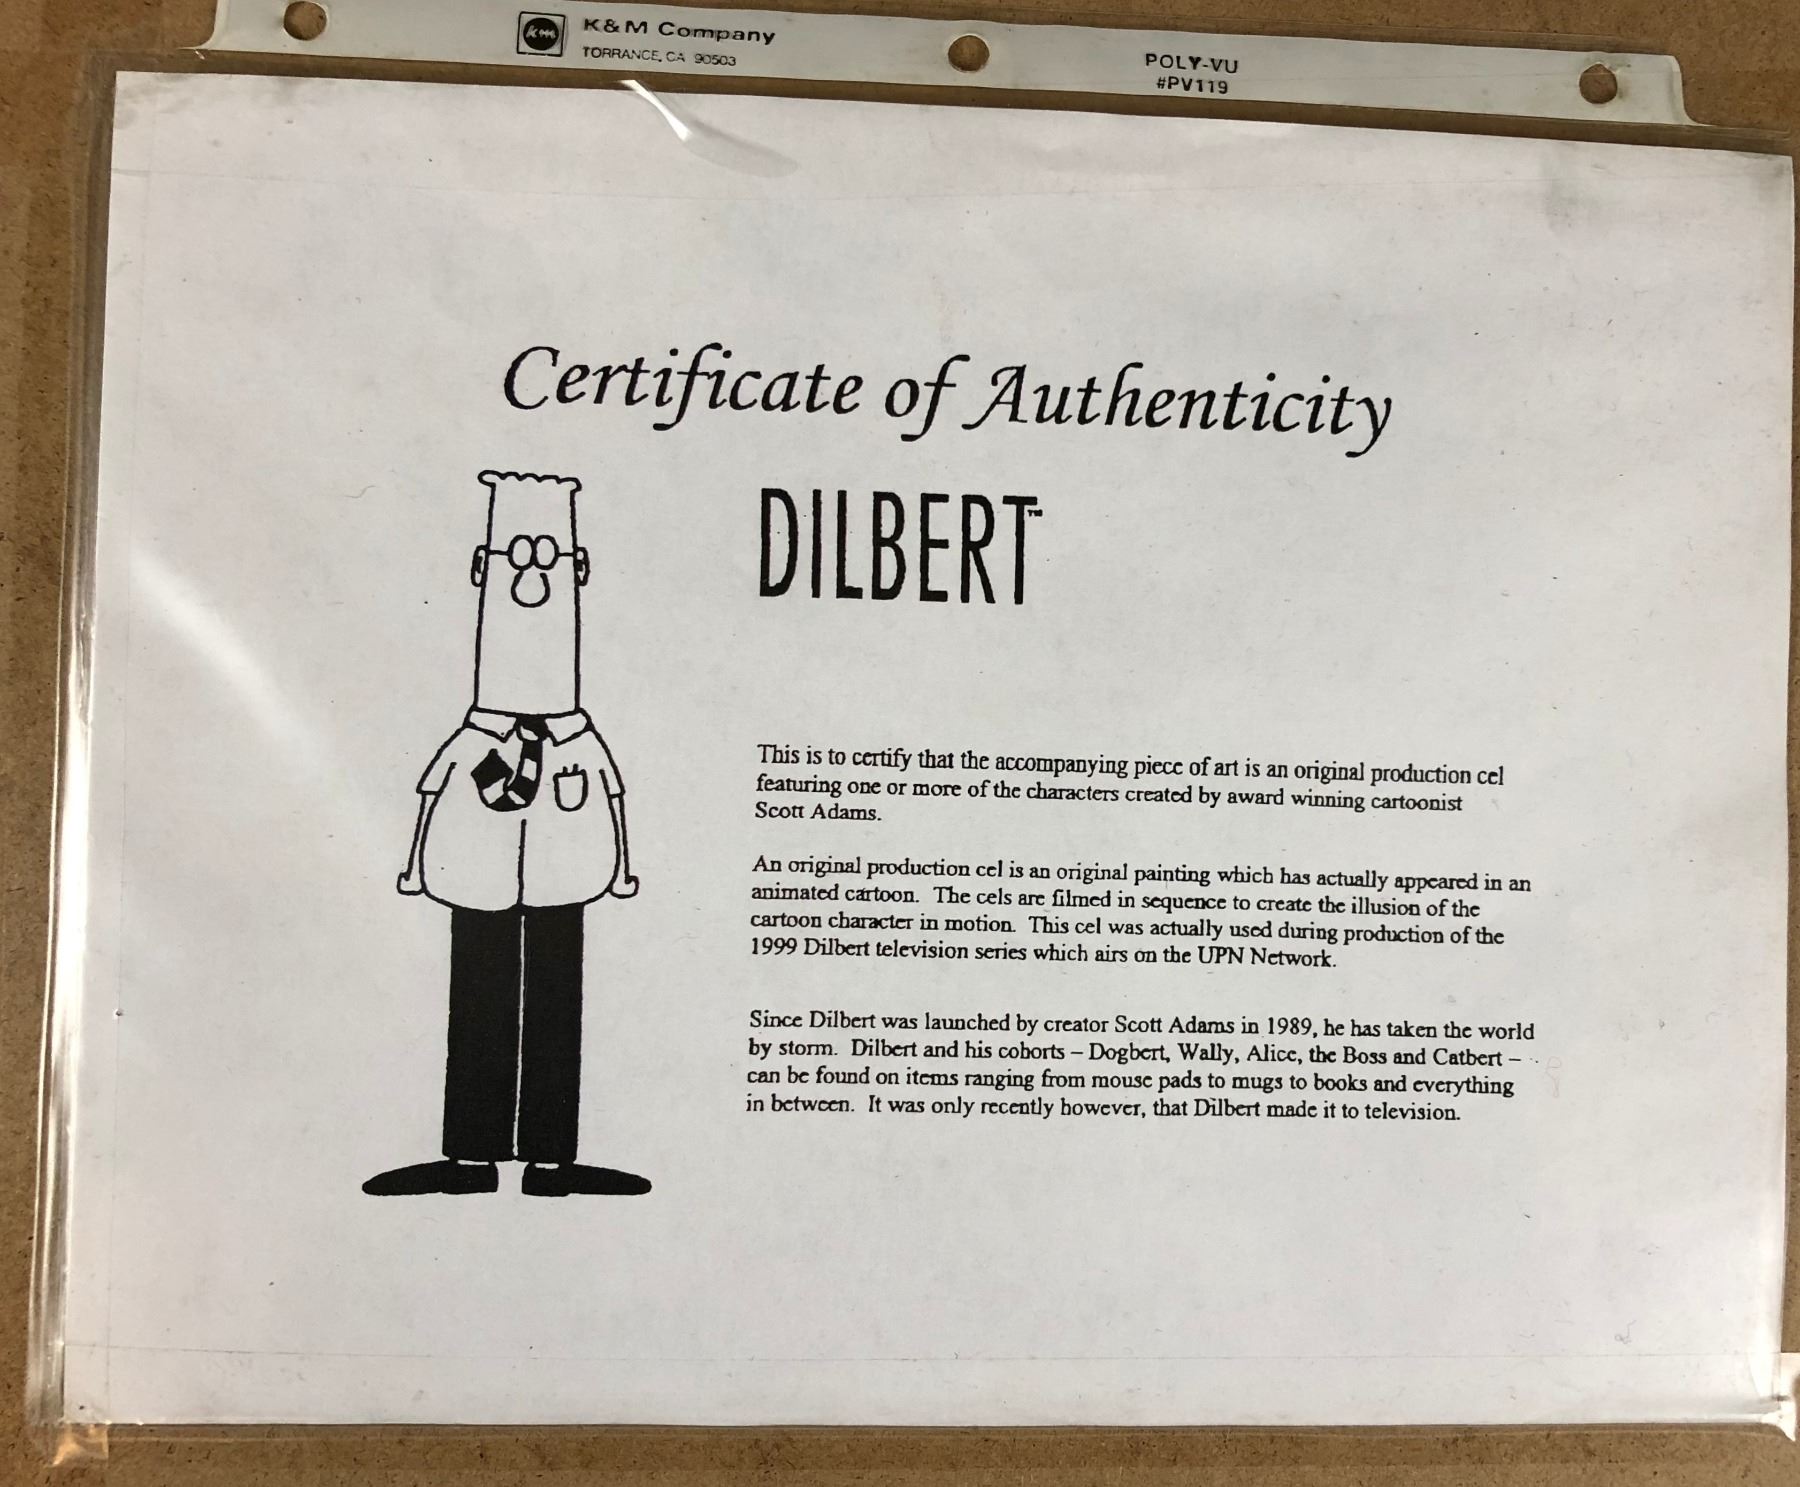 K&M Company
TORRANCE, CA 90503
POLY-VU
#PV119
Certificate of Authenticity
DILBERT™
This is to certify that the accompanying piece of art is an original production cel
featuring one or more of the characters created by award winning cartoonist
Scott Adams.
An original production cel is an original painting which has actually appeared in an
animated cartoon. The cels are filmed in sequence to create the illusion of the
cartoon character in motion. This cel was actually used during production of the
1999 Dilbert television series which airs on the UPN Network.
Since Dilbert was launched by creator Scott Adams in 1989, he has taken the world
by storm. Dilbert and his cohorts – Dogbert, Wally, Alice, the Boss and Catbert –
can be found on items ranging from mouse pads to mugs to books and everything
in between. It was only recently however, that Dilbert made it to television.